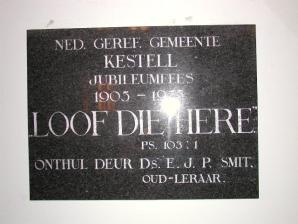 NED. GEREF. GEMEENTE
KESTELL
JUBILEUMFEES
1905 –
„LOOF DIE HERE"
PS. 103:1
ONTHUL DEUR DS. E. J. P. SMIT.
OUD-LERAAR.